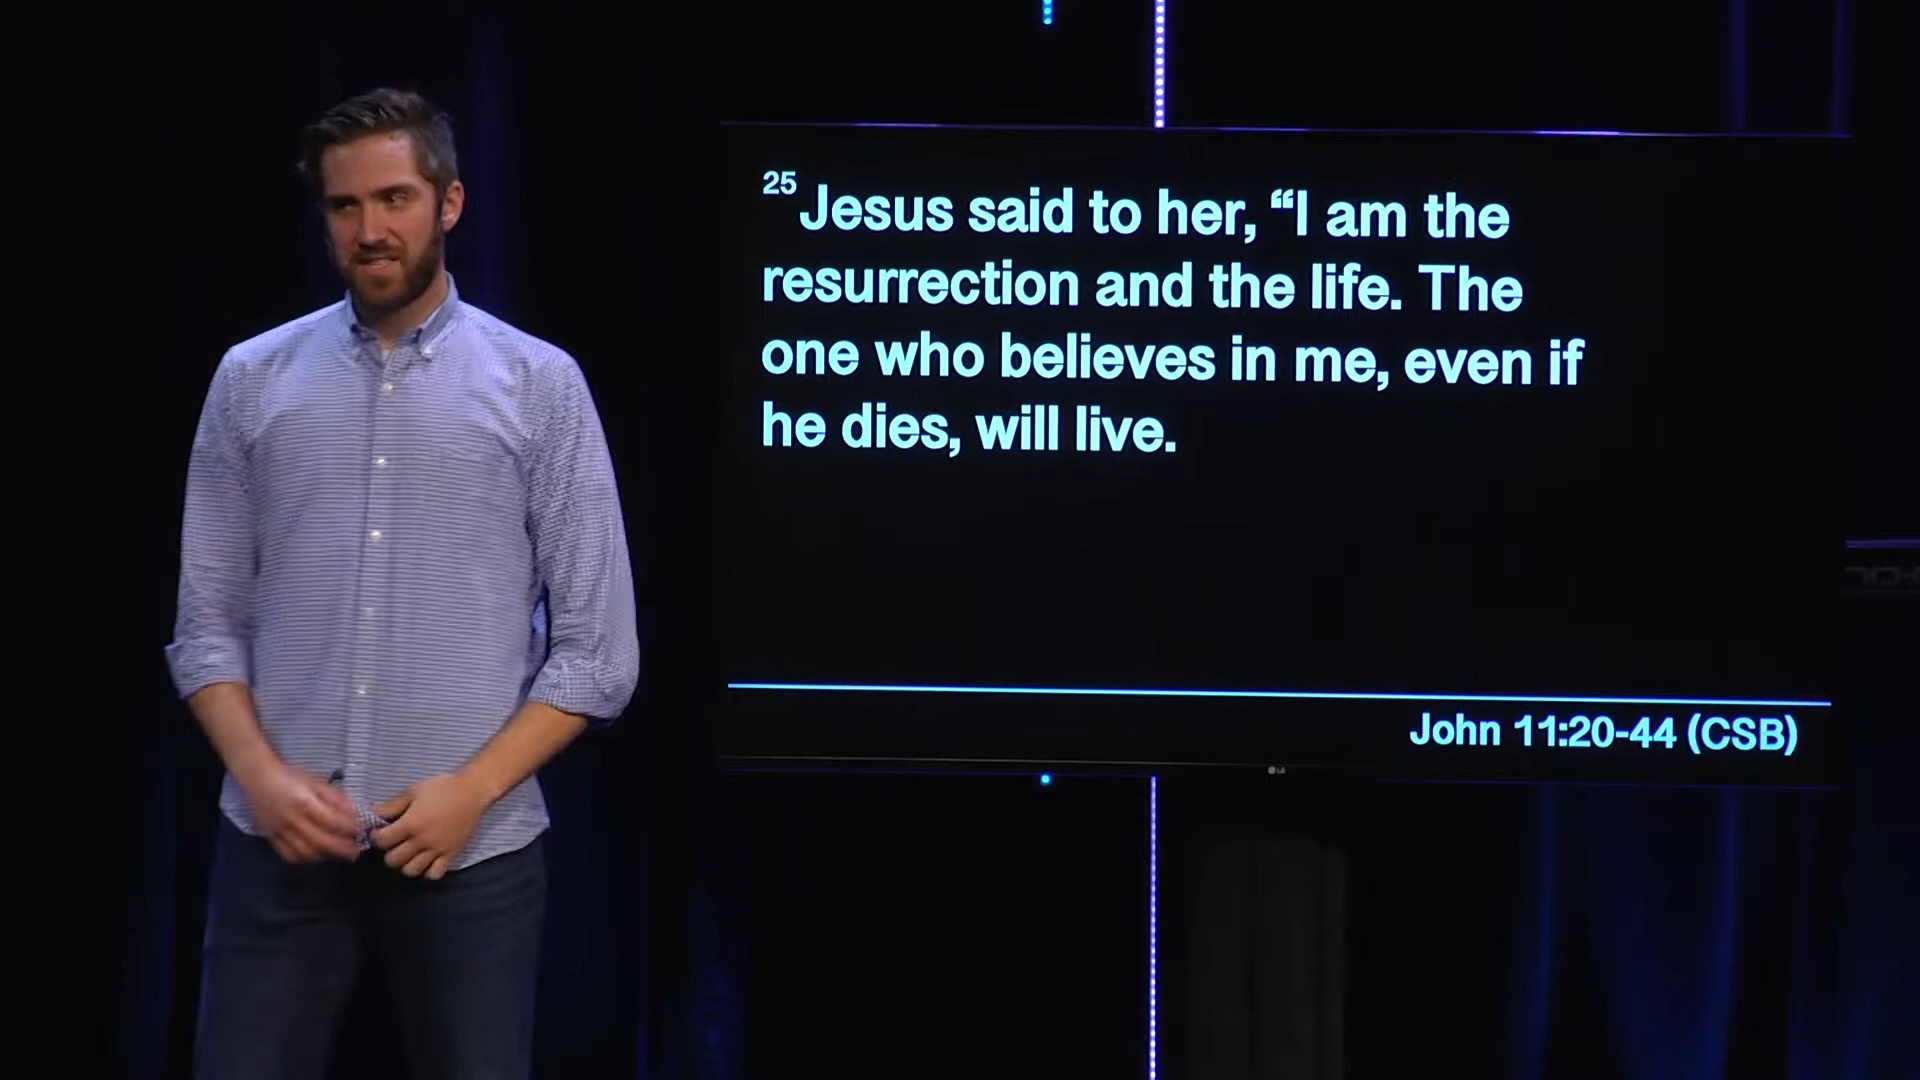 25 Jesus said to her, “I am the
resurrection and the life. The
one who believes in me, even if
he dies, will live.
John 11:20-44 (CSB)
LG